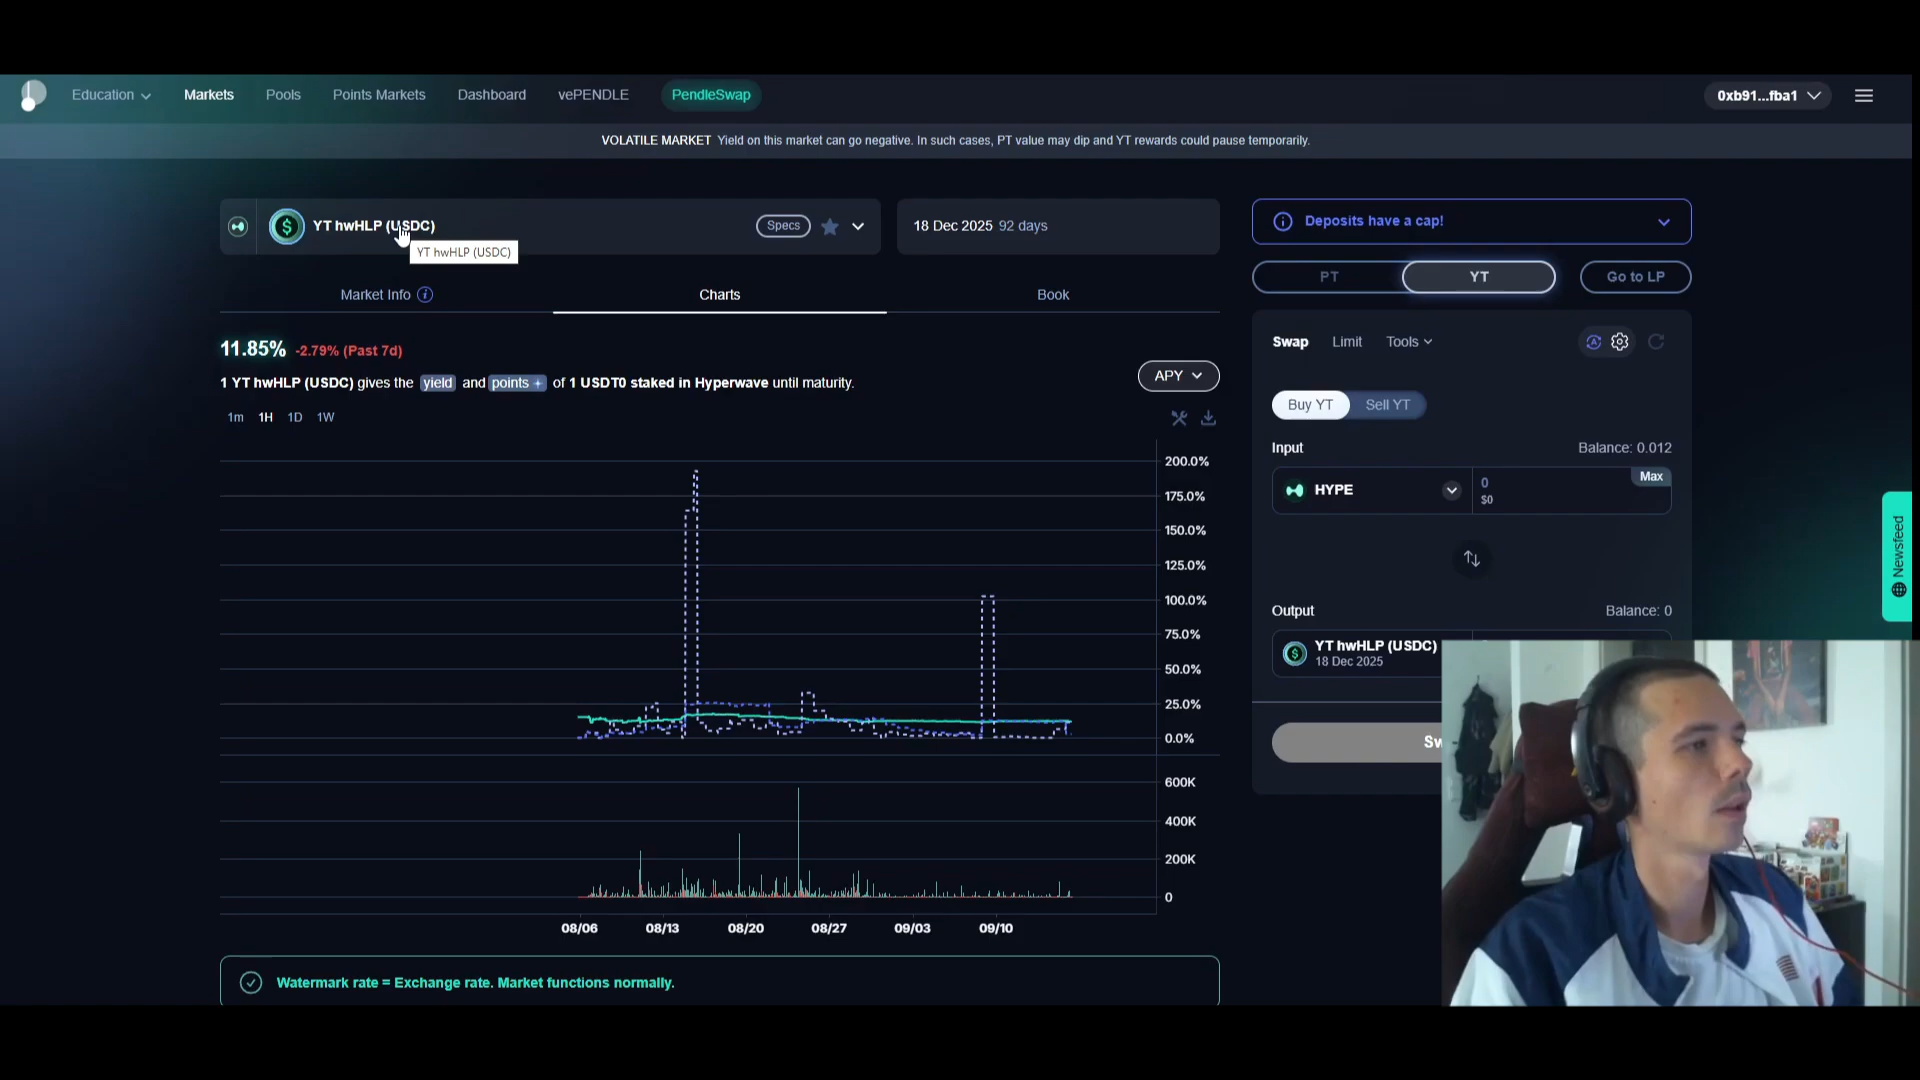 Education
Markets
Pools
Points Markets
Dashboard
vePENDLE
PendleSwap
0xb91...fba1
VOLATILE MARKET Yield on this market can go negative. In such cases, PT value may dip and YT rewards could pause temporarily.
YT hwHLP (USDC)
Specs
18 Dec 2025 92 days
YT hwHLP (USDC)
Deposits have a cap!
PT
YT
Go to LP
Market Info
Charts
Book
11.85% -2.79% (Past 7d)
1 YT hwHLP (USDC) gives the yield and points + of 1 USDT0 staked in Hyperwave until maturity.
APY
1m
1H
1D
1W
Swap
Limit
Tools
Buy YT
Sell YT
Input
Balance: 0.012
HYPE
0
$0
Max
Output
Balance: 0
YT hwHLP (USDC)
18 Dec 2025
Sw
Newsfeed
200.0%
175.0%
150.0%
125.0%
100.0%
75.0%
50.0%
25.0%
0.0%
600K
400K
200K
0
08/06
08/13
08/20
08/27
09/03
09/10
Watermark rate = Exchange rate. Market functions normally.